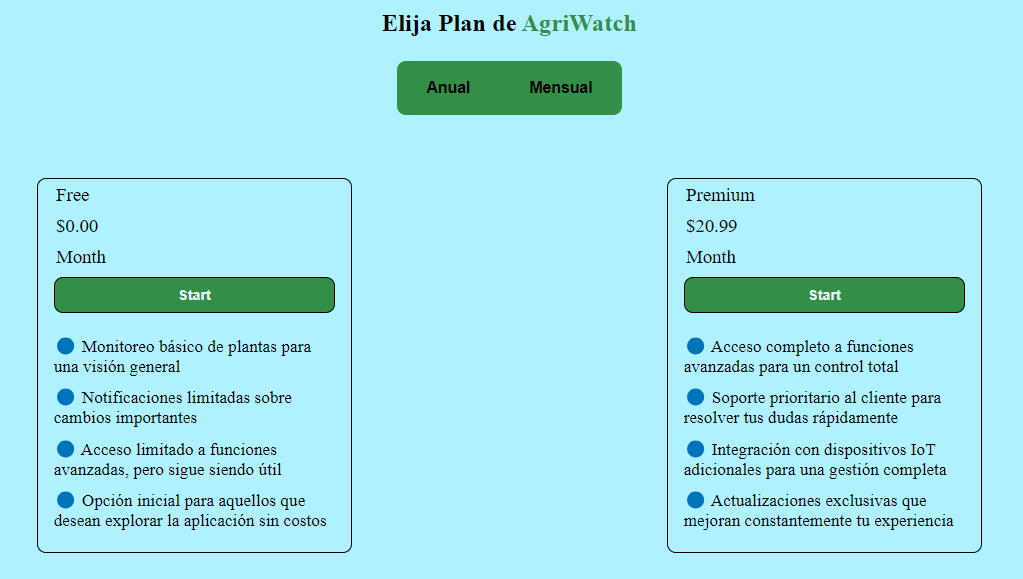 Elija Plan de AgriWatch
Anual
Mensual
Free
$0.00
Month
Start
Monitoreo básico de plantas para
una visión general
Notificaciones limitadas sobre
cambios importantes
Acceso limitado a funciones
avanzadas, pero sigue siendo útil
Opción inicial para aquellos que
desean explorar la aplicación sin costos
Premium
$20.99
Month
Start
Acceso completo a funciones
avanzadas para un control total
Soporte prioritario al cliente para
resolver tus dudas rápidamente
Integración con dispositivos IoT
adicionales para una gestión completa
Actualizaciones exclusivas que
mejoran constantemente tu experiencia